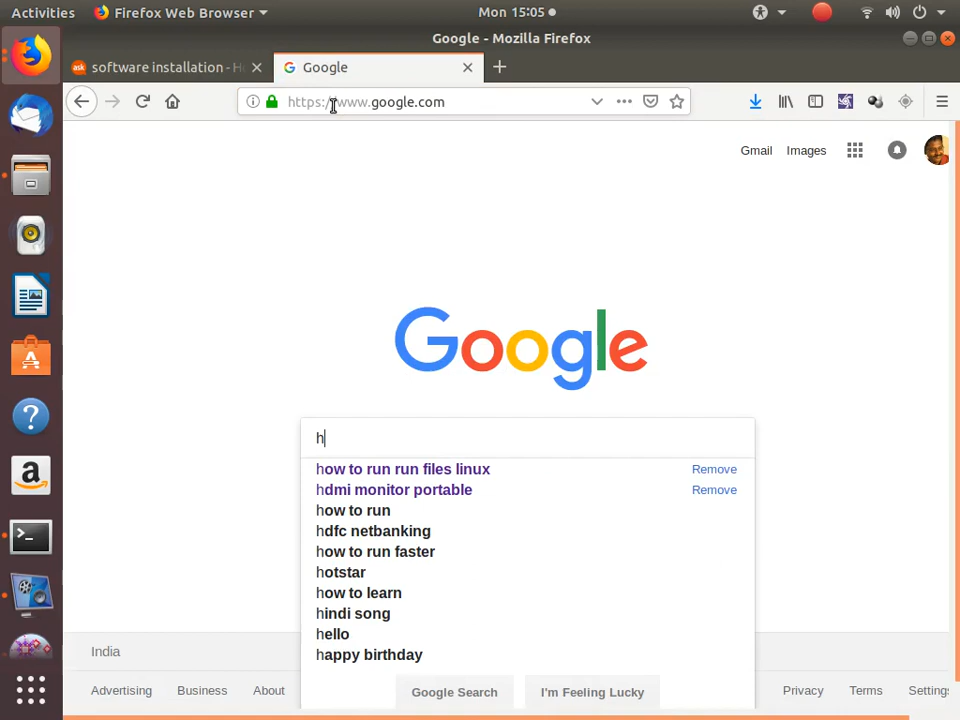 Activities Firefox Web Browser Mon 15:05
Google - Mozilla Firefox
ask software installation - Google
https://www.google.com
Gmail Images
Google
h
how to run run files linux Remove
hdmi monitor portable Remove
how to run
hdfc netbanking
how to run faster
hotstar
how to learn
hindi song
hello
happy birthday
Google Search I'm Feeling Lucky
India
Advertising Business About Privacy Terms Settings